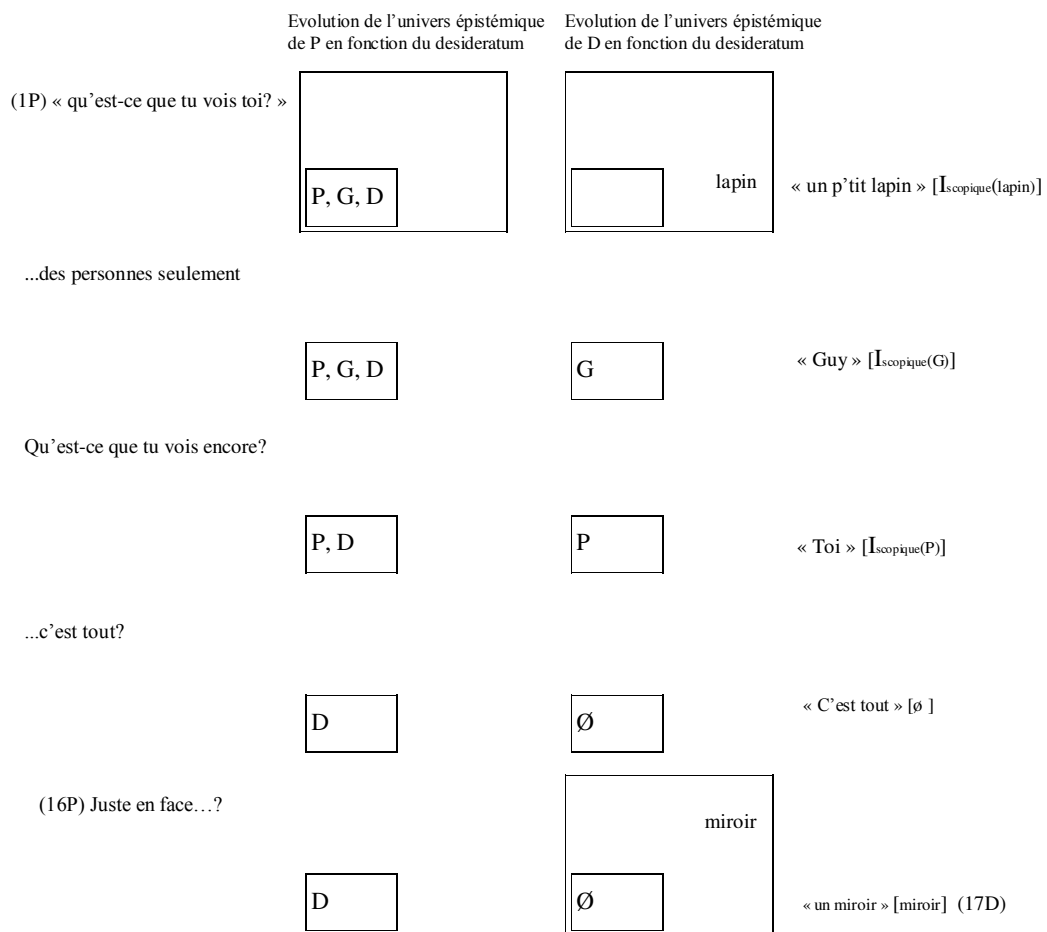 Evolution de l'univers épistémique
de P en fonction du desideratum
Evolution de l'univers épistémique
de D en fonction du desideratum
(1P) « qu'est-ce que tu vois toi? »
P, G, D
lapin
« un p'tit lapin » [Iscopique(lapin)]
...des personnes seulement
P, G, D
G
« Guy » [Iscopique(G)]
Qu'est-ce que tu vois encore?
P, D
P
« Toi » [Iscopique(P)]
...c'est tout?
D
Ø
« C'est tout » [ø ]
(16P) Juste en face…?
miroir
D
Ø
« un miroir » [miroir] (17D)